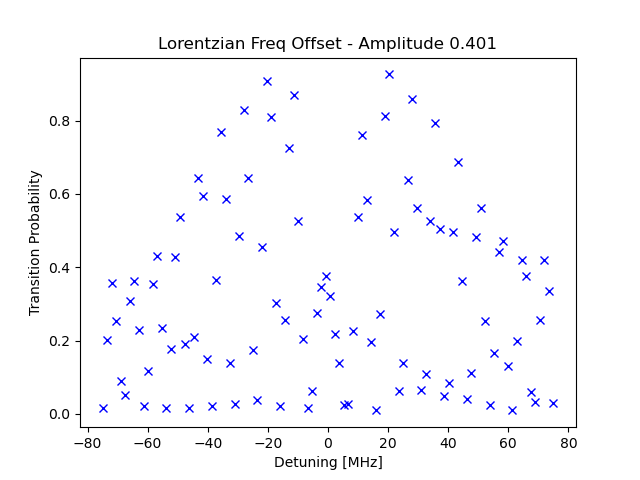 Lorentzian Freq Offset - Amplitude 0.401
Transition Probability
0.8
0.6
0.4
0.2
0.0
−80 −60 −40 −20 0 20 40 60 80
Detuning [MHz]